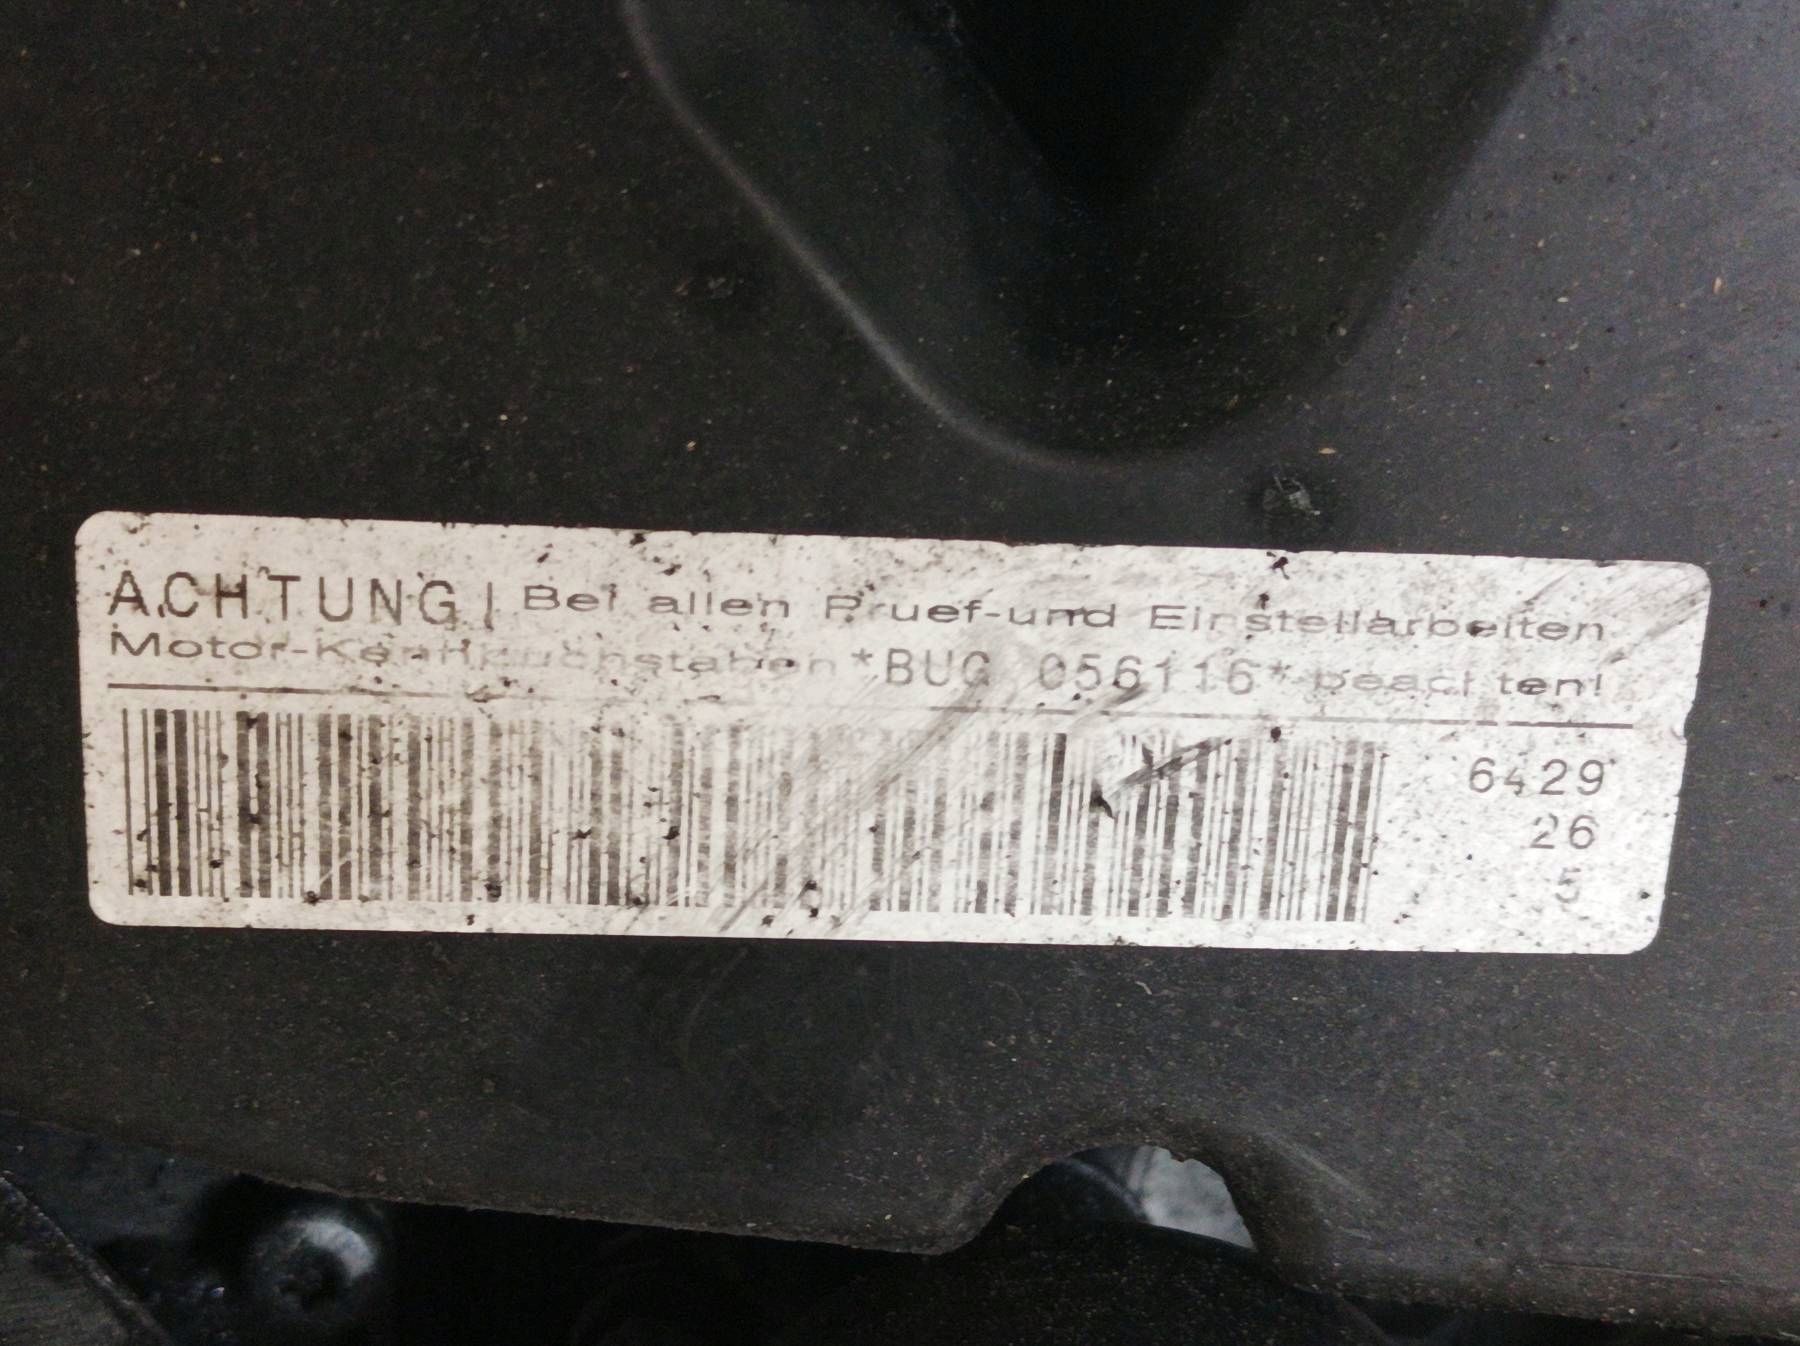 ACHTUNG! Bei allen Pruef-und Einstellarbeiten
Motor-Kennbuchstaben *BUG 056116* beachten!
6429
26
5